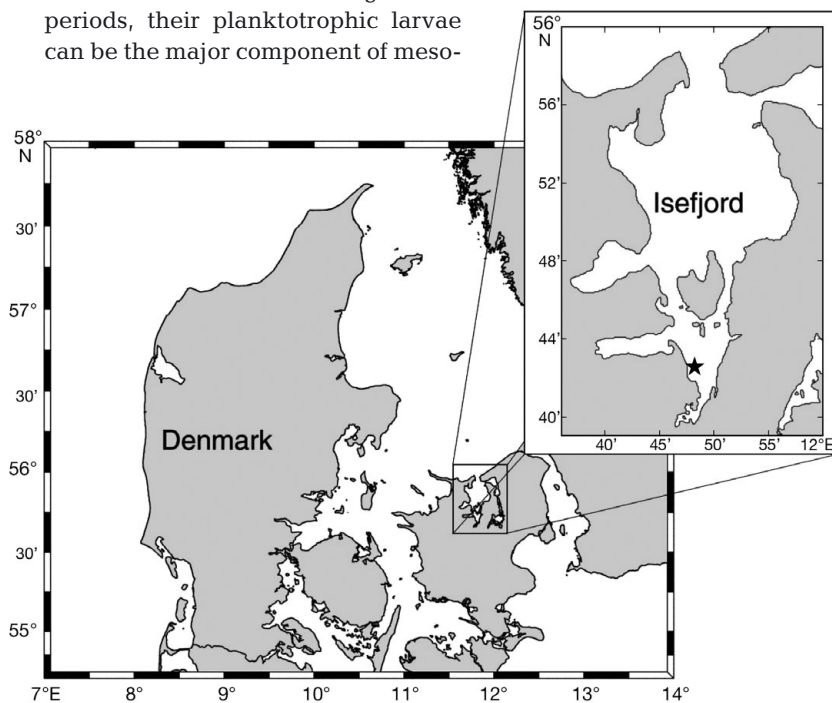 periods, their planktotrophic larvae
can be the major component of meso-
56°
N
56'
52'
Isefjord
48'
44'
40'
40' 45' 50' 55' 12°E
58°
N
30'
57°
30'
Denmark
56°
30'
55°
7°E 8° 9° 10° 11° 12° 13° 14°